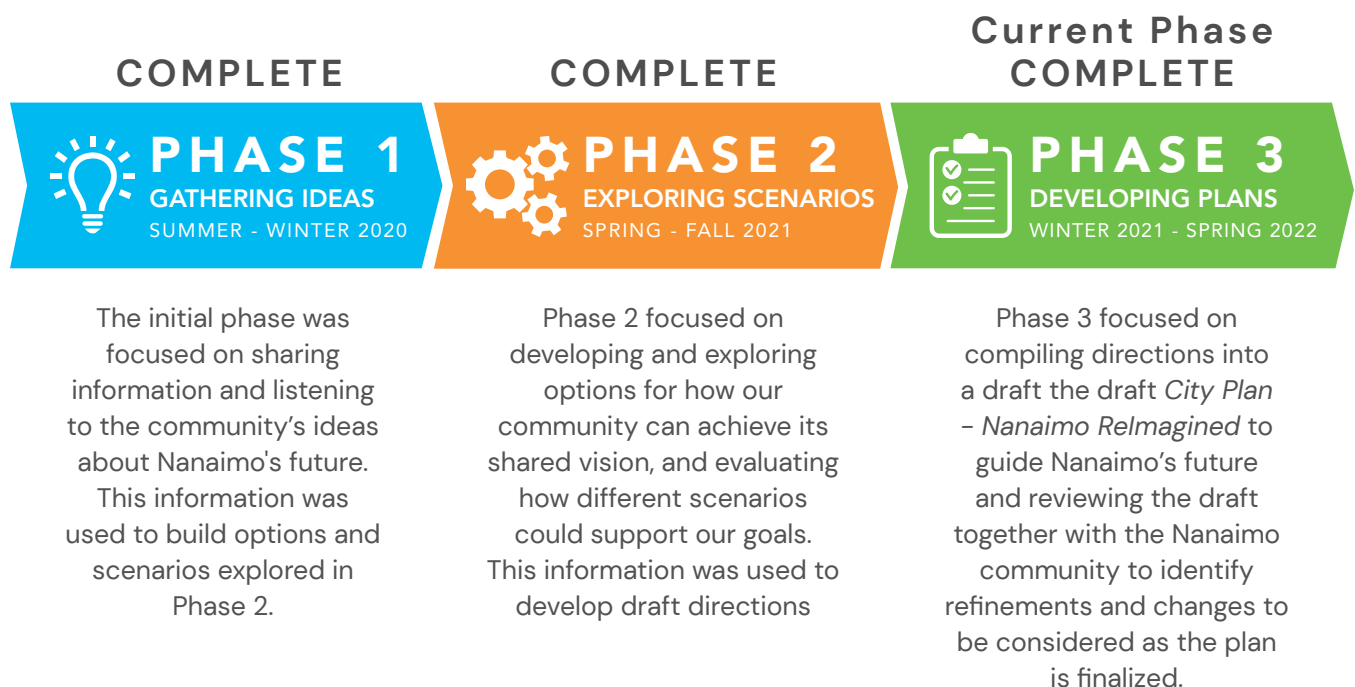 COMPLETE
PHASE 1
GATHERING IDEAS
SUMMER - WINTER 2020
The initial phase was
focused on sharing
information and listening
to the community’s ideas
about Nanaimo's future.
This information was
used to build options and
scenarios explored in
Phase 2.
COMPLETE
PHASE 2
EXPLORING SCENARIOS
SPRING - FALL 2021
Phase 2 focused on
developing and exploring
options for how our
community can achieve its
shared vision, and evaluating
how different scenarios
could support our goals.
This information was used to
develop draft directions
Current Phase
COMPLETE
PHASE 3
DEVELOPING PLANS
WINTER 2021 - SPRING 2022
Phase 3 focused on
compiling directions into
a draft the draft City Plan
- Nanaimo ReImagined to
guide Nanaimo’s future
and reviewing the draft
together with the Nanaimo
community to identify
refinements and changes to
be considered as the plan
is finalized.